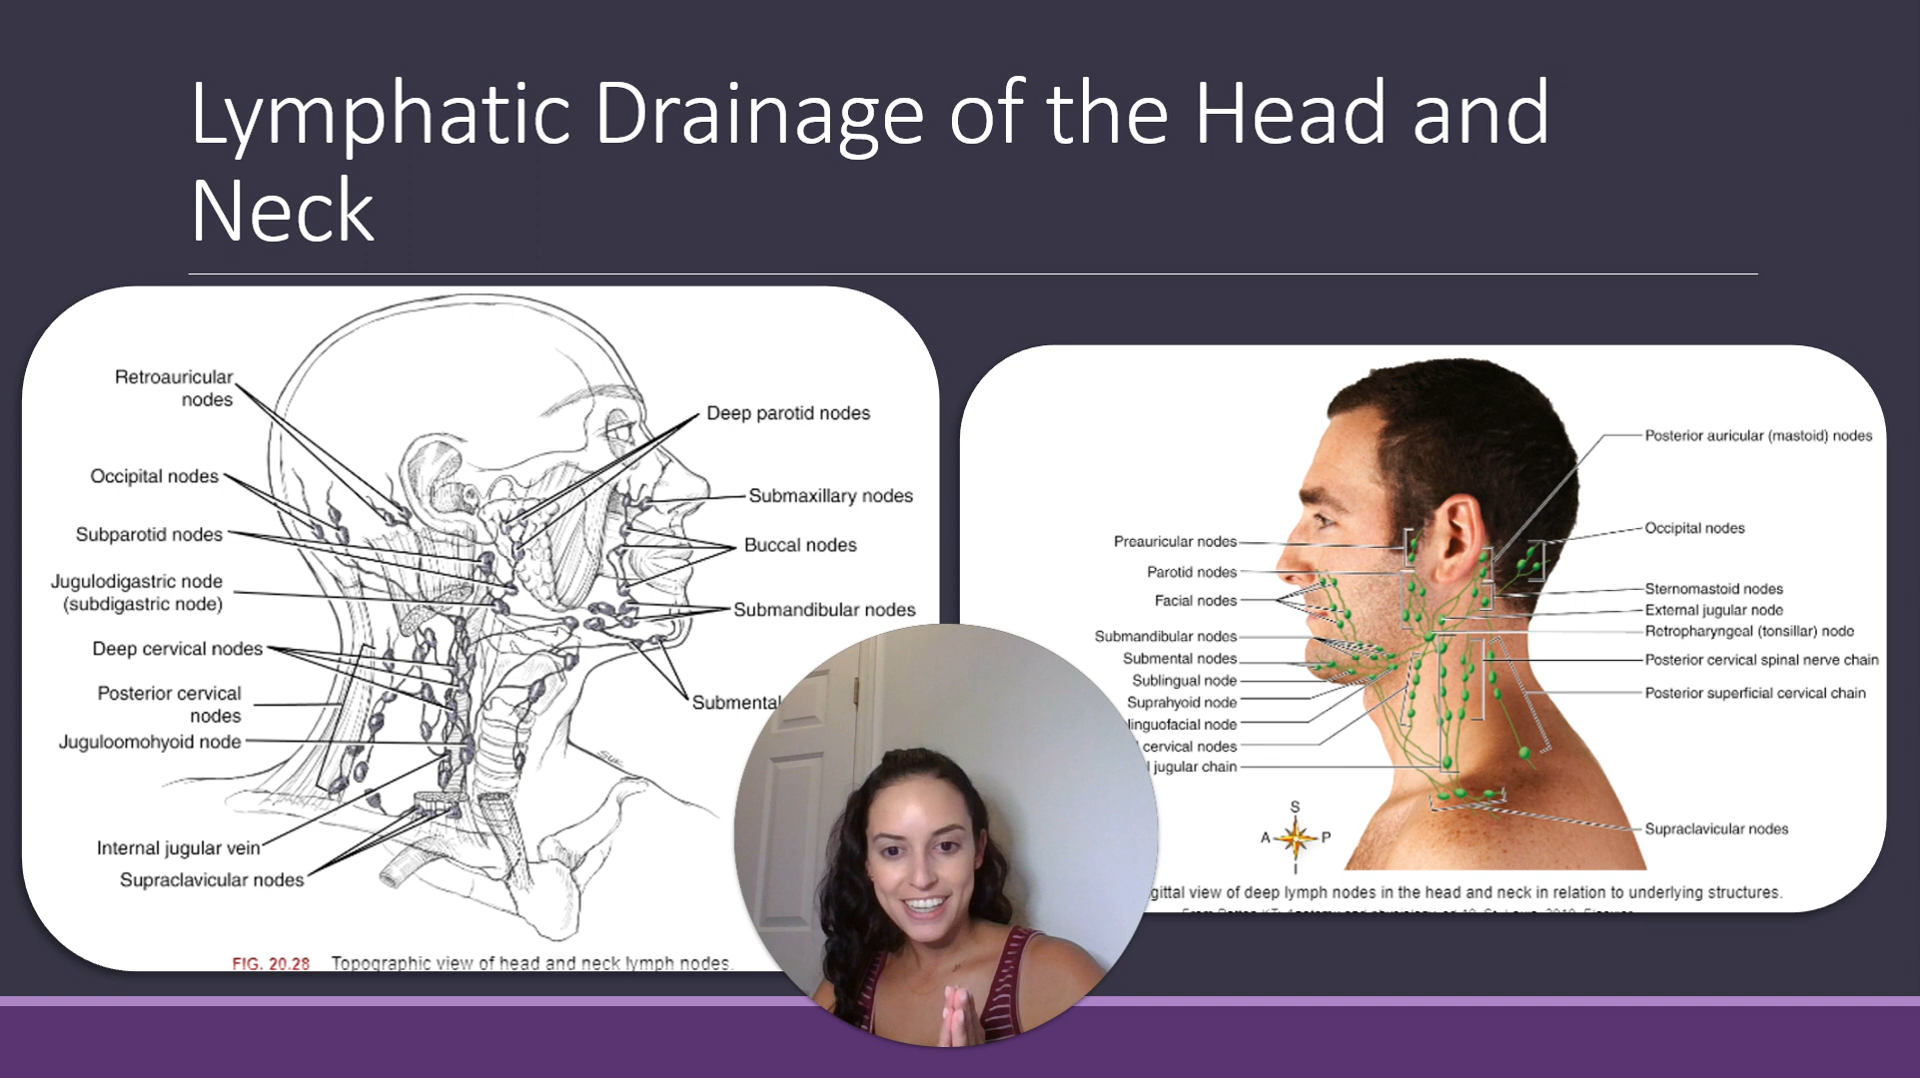 Lymphatic Drainage of the Head and
Neck
Retroauricular
nodes
Occipital nodes
Subparotid nodes
Jugulodigastric node
(subdigastric node)
Deep cervical nodes
Posterior cervical
nodes
Juguloomohyoid node
Internal jugular vein
Supraclavicular nodes
Deep parotid nodes
Submaxillary nodes
Buccal nodes
Submandibular nodes
Submental
SUE
FIG. 20.28 Topographic view of head and neck lymph nodes.
Preauricular nodes
Parotid nodes
Facial nodes
Submandibular nodes
Submental nodes
Sublingual node
Suprahyoid node
linguofacial node
cervical nodes
jugular chain
Posterior auricular (mastoid) nodes
Occipital nodes
Sternomastoid nodes
External jugular node
Retropharyngeal (tonsillar) node
Posterior cervical spinal nerve chain
Posterior superficial cervical chain
Supraclavicular nodes
S
A P
I
gittal view of deep lymph nodes in the head and neck in relation to underlying structures.